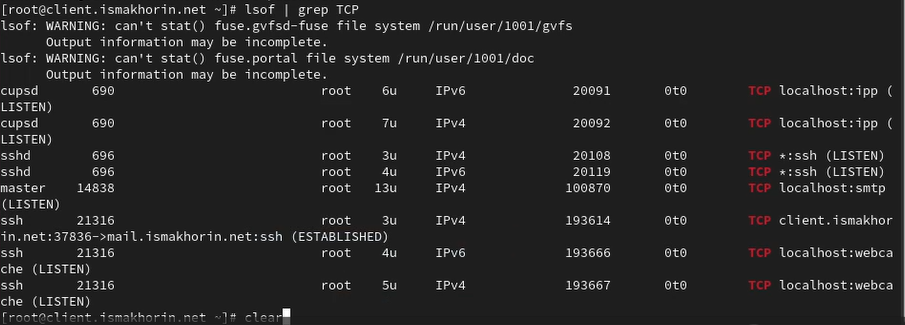 [root@client.ismakhorin.net ~]# lsof | grep TCP
lsof: WARNING: can't stat() fuse.gvfsd-fuse file system /run/user/1001/gvfs
      Output information may be incomplete.
lsof: WARNING: can't stat() fuse.portal file system /run/user/1001/doc
      Output information may be incomplete.
cupsd       690                          root    6u     IPv6              20091       0t0        TCP localhost:ipp (
LISTEN)
cupsd       690                          root    7u     IPv4              20092       0t0        TCP localhost:ipp (
LISTEN)
sshd        696                          root    3u     IPv4              20108       0t0        TCP *:ssh (LISTEN)
sshd        696                          root    4u     IPv6              20119       0t0        TCP *:ssh (LISTEN)
master    14838                          root   13u     IPv4             100870       0t0        TCP localhost:smtp
(LISTEN)
ssh       21316                          root    3u     IPv4             193614       0t0        TCP client.ismakhor
in.net:37836->mail.ismakhorin.net:ssh (ESTABLISHED)
ssh       21316                          root    4u     IPv6             193666       0t0        TCP localhost:webca
che (LISTEN)
ssh       21316                          root    5u     IPv4             193667       0t0        TCP localhost:webca
che (LISTEN)
[root@client.ismakhorin.net ~]# clear